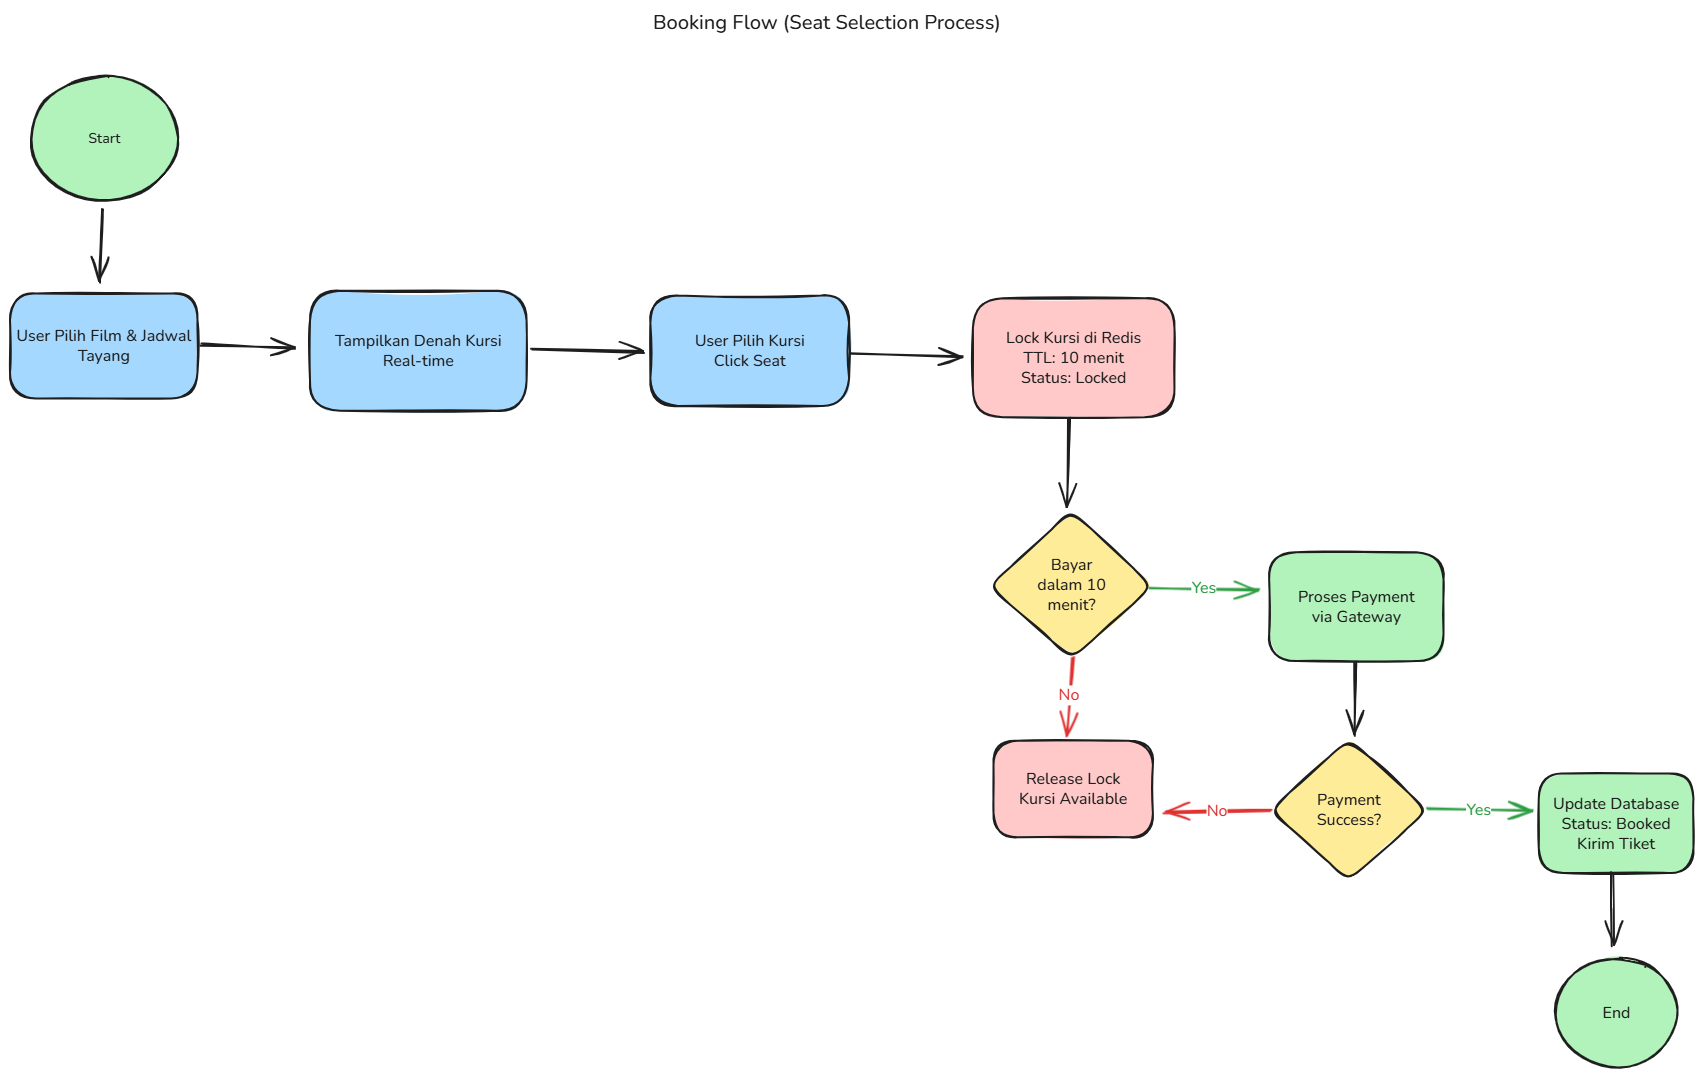 Booking Flow (Seat Selection Process)
Start
User Pilih Film & Jadwal
Tayang
Tampilkan Denah Kursi
Real-time
User Pilih Kursi
Click Seat
Lock Kursi di Redis
TTL: 10 menit
Status: Locked
Bayar
dalam 10
menit?
Yes
Proses Payment
via Gateway
No
Release Lock
Kursi Available
Payment
Success?
No
Yes
Update Database
Status: Booked
Kirim Tiket
End